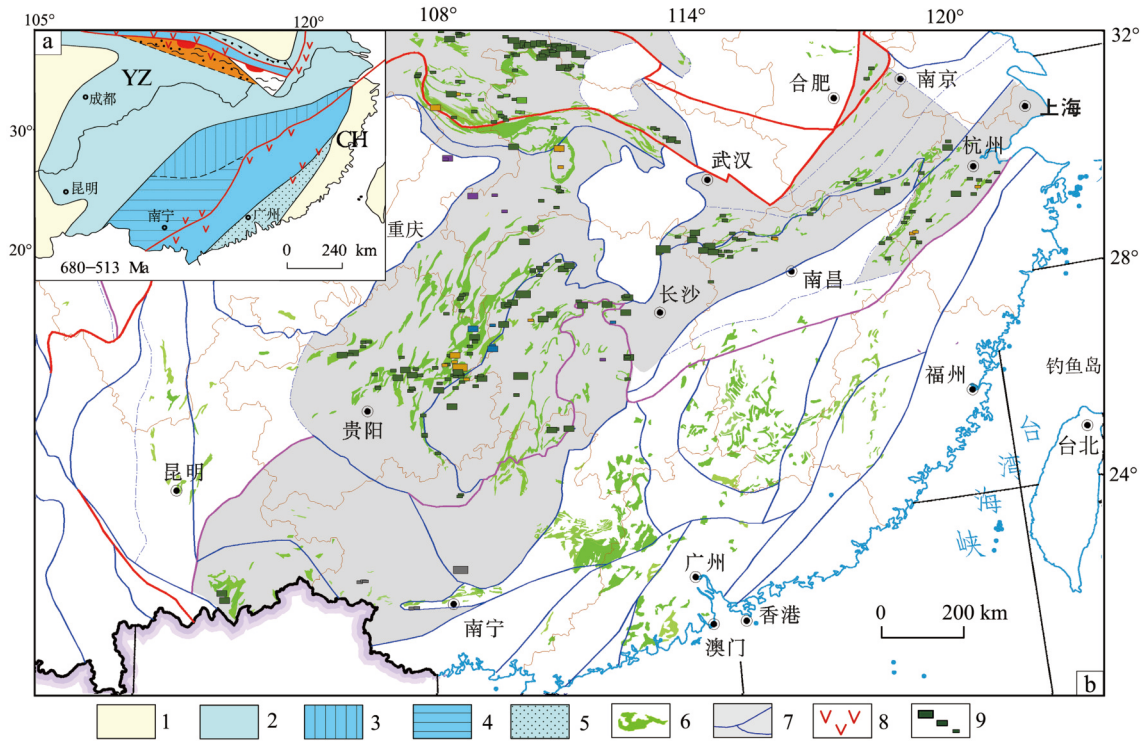 105°
120°
108°
114°
120°
32°
a
YZ
成都
30°
CH
昆明
南宁
广州
20°
0 240 km
680−513 Ma
合肥
南京
上海
武汉
杭州
重庆
28°
南昌
长沙
福州
钓鱼岛
贵阳
台北
台湾海峡
昆明
24°
广州
南宁
香港
澳门
0 200 km
b
1 2 3 4 5 6 7 8 9